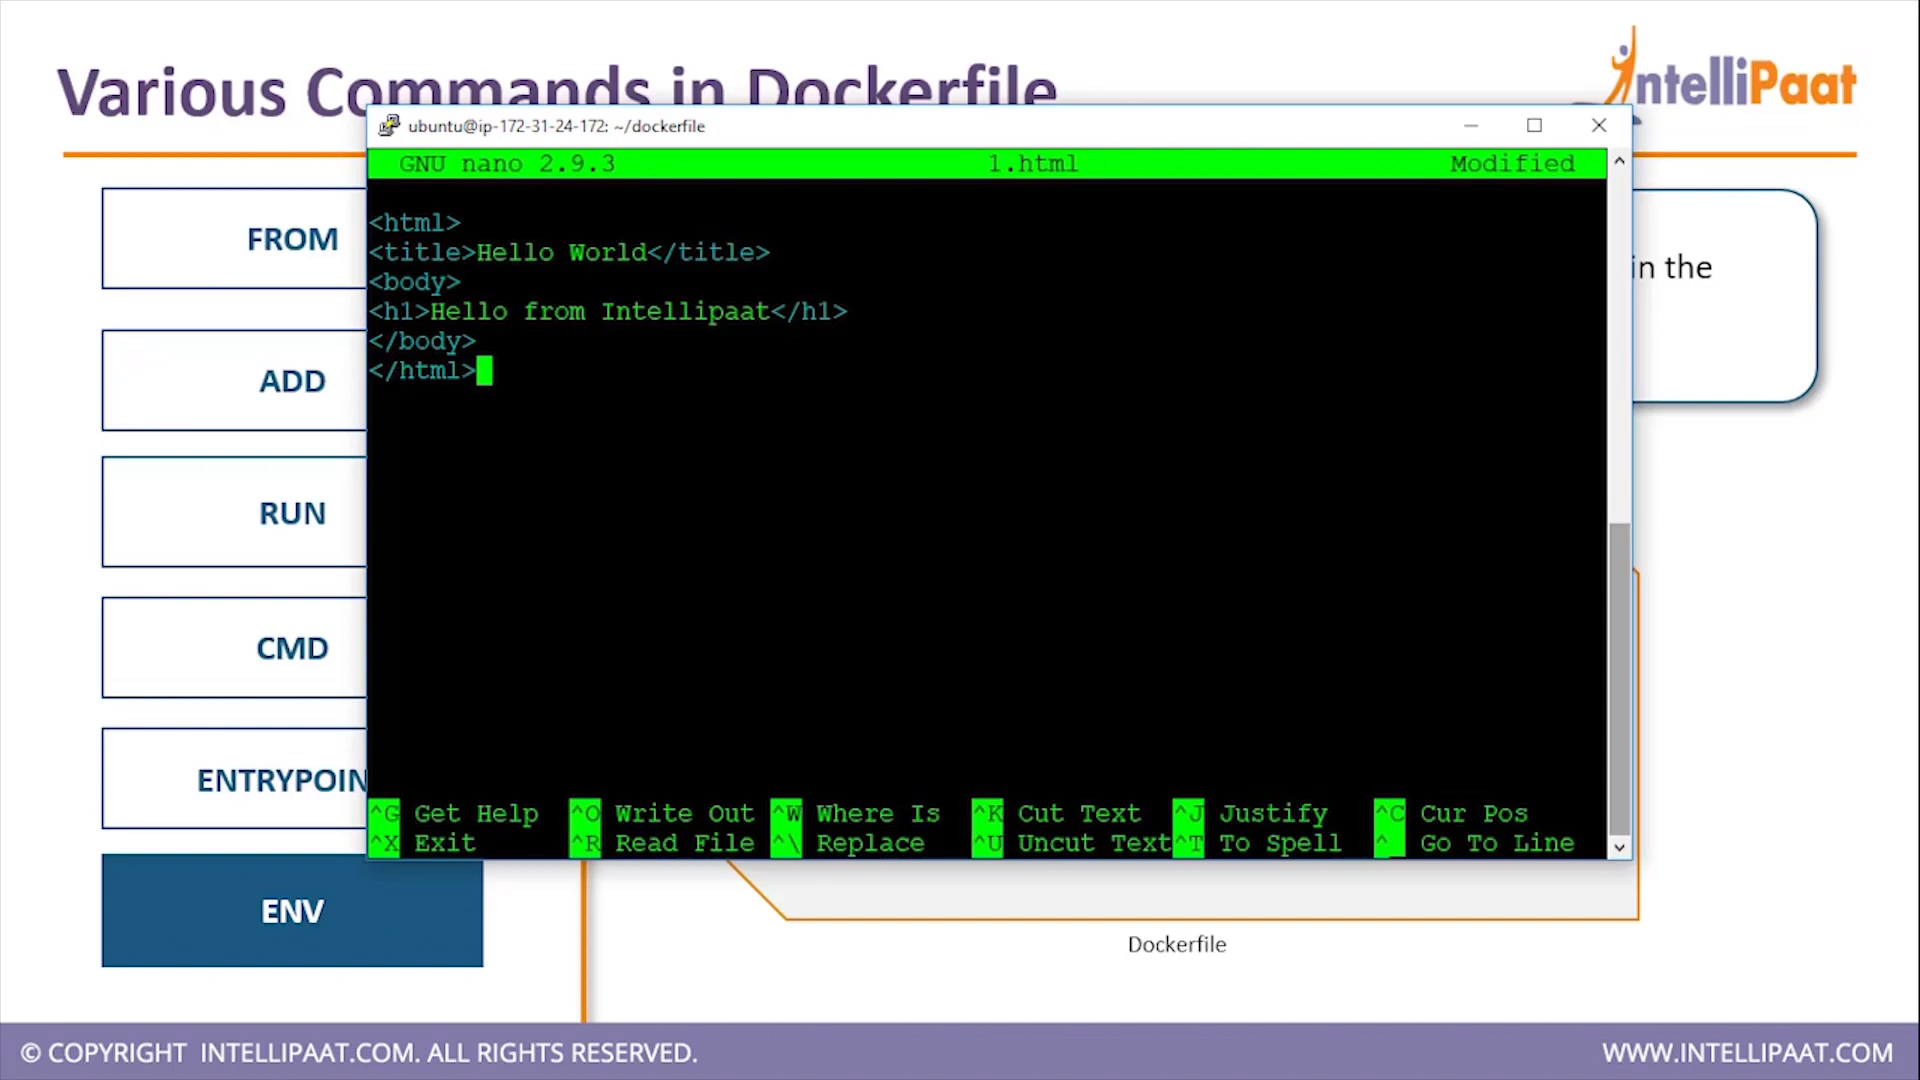 Various Commands in Dockerfile
IntelliPaat
ubuntu@ip-172-31-24-172: ~/dockerfile
GNU nano 2.9.3 1.html Modified
<html>
<title>Hello World</title>
<body>
<h1>Hello from Intellipaat</h1>
</body>
</html>
^G Get Help ^O Write Out ^W Where Is ^K Cut Text ^J Justify ^C Cur Pos
^X Exit ^R Read File ^\ Replace ^U Uncut Text ^T To Spell ^_ Go To Line
FROM
ADD
RUN
CMD
ENTRYPOIN
ENV
in the
Dockerfile
© COPYRIGHT INTELLIPAAT.COM. ALL RIGHTS RESERVED.
WWW.INTELLIPAAT.COM